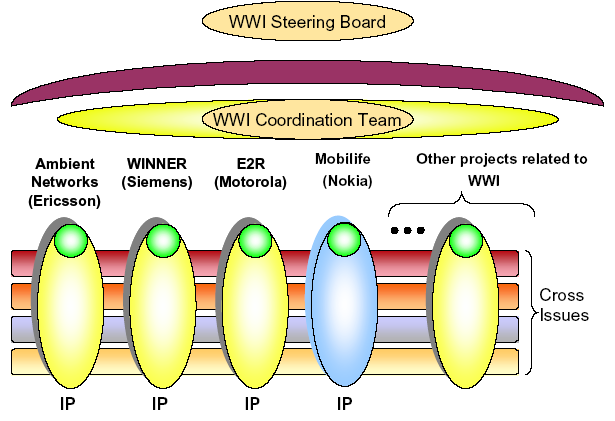 WWI Steering Board
WWI Coordination Team
Ambient
Networks
(Ericsson)
WINNER
(Siemens)
E2R
(Motorola)
Mobilife
(Nokia)
Other projects related to
WWI
Cross
Issues
IP
IP
IP
IP